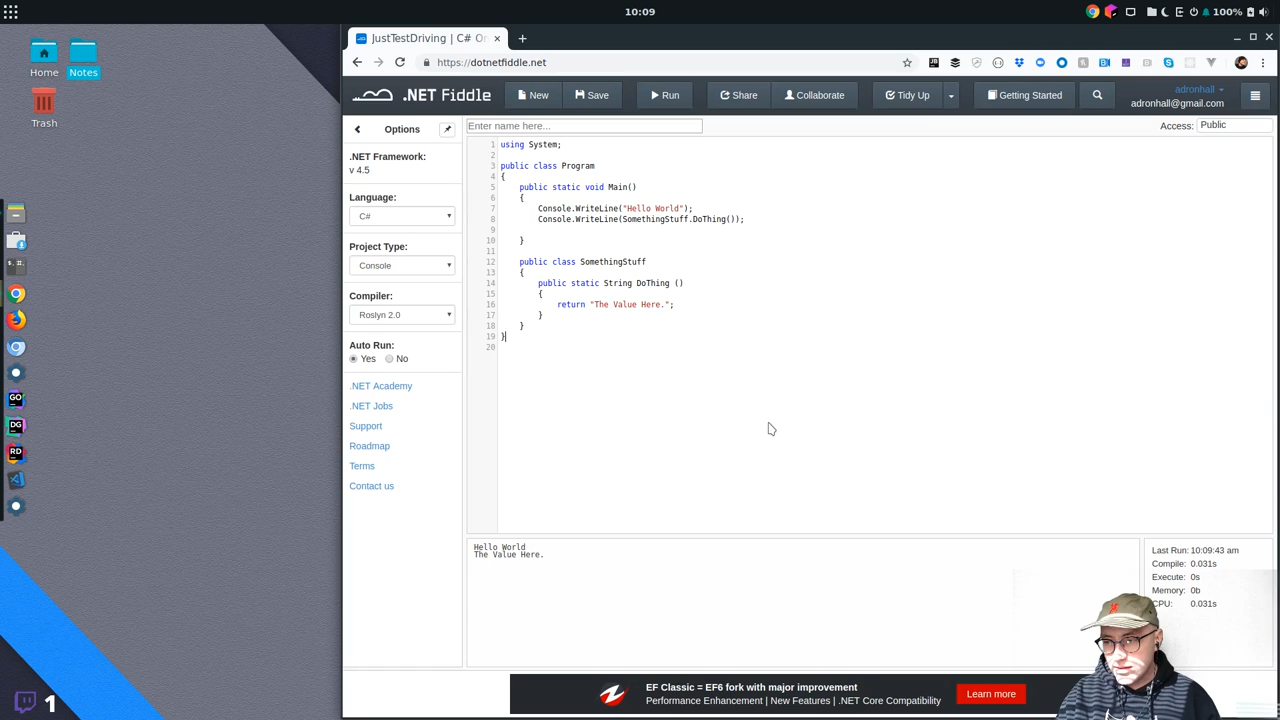 10:09
100%
Home
Notes
Trash
1
JustTestDriving | C# On
https://dotnetfiddle.net
.NET Fiddle
New
Save
Run
Share
Collaborate
Tidy Up
Getting Started
adronhall
adronhall@gmail.com
Options
Enter name here...
Access:
Public
.NET Framework:
v 4.5
Language:
C#
Project Type:
Console
Compiler:
Roslyn 2.0
Auto Run:
Yes
No
.NET Academy
.NET Jobs
Support
Roadmap
Terms
Contact us
1 using System;
2
3 public class Program
4 {
5 public static void Main()
6 {
7 Console.WriteLine("Hello World");
8 Console.WriteLine(SomethingStuff.DoThing());
9
10 }
11
12 public class SomethingStuff
13 {
14 public static String DoThing ()
15 {
16 return "The Value Here.";
17 }
18 }
19 }
20
Hello World
The Value Here.
Last Run: 10:09:43 am
Compile: 0.031s
Execute: 0s
Memory: 0b
CPU: 0.031s
EF Classic = EF6 fork with major improvement
Performance Enhancement | New Features | .NET Core Compatibility
Learn more
GO
DG
RD